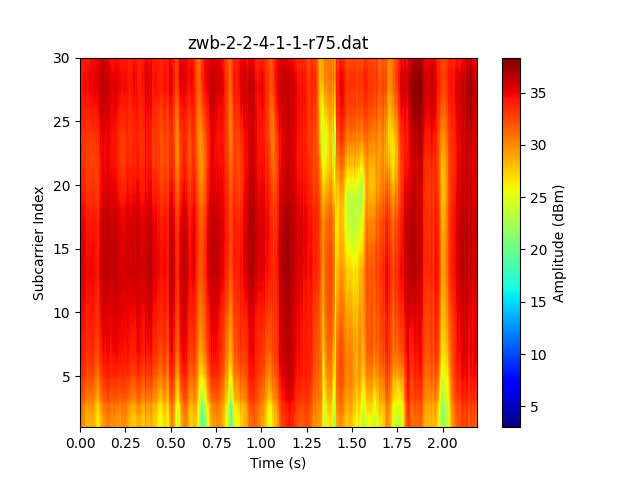 zwb-2-2-4-1-1-r75.dat
30
25
20
15
10
5
Subcarrier Index
0.00 0.25 0.50 0.75 1.00 1.25 1.50 1.75 2.00
Time (s)
35
30
25
20
15
10
5
Amplitude (dBm)